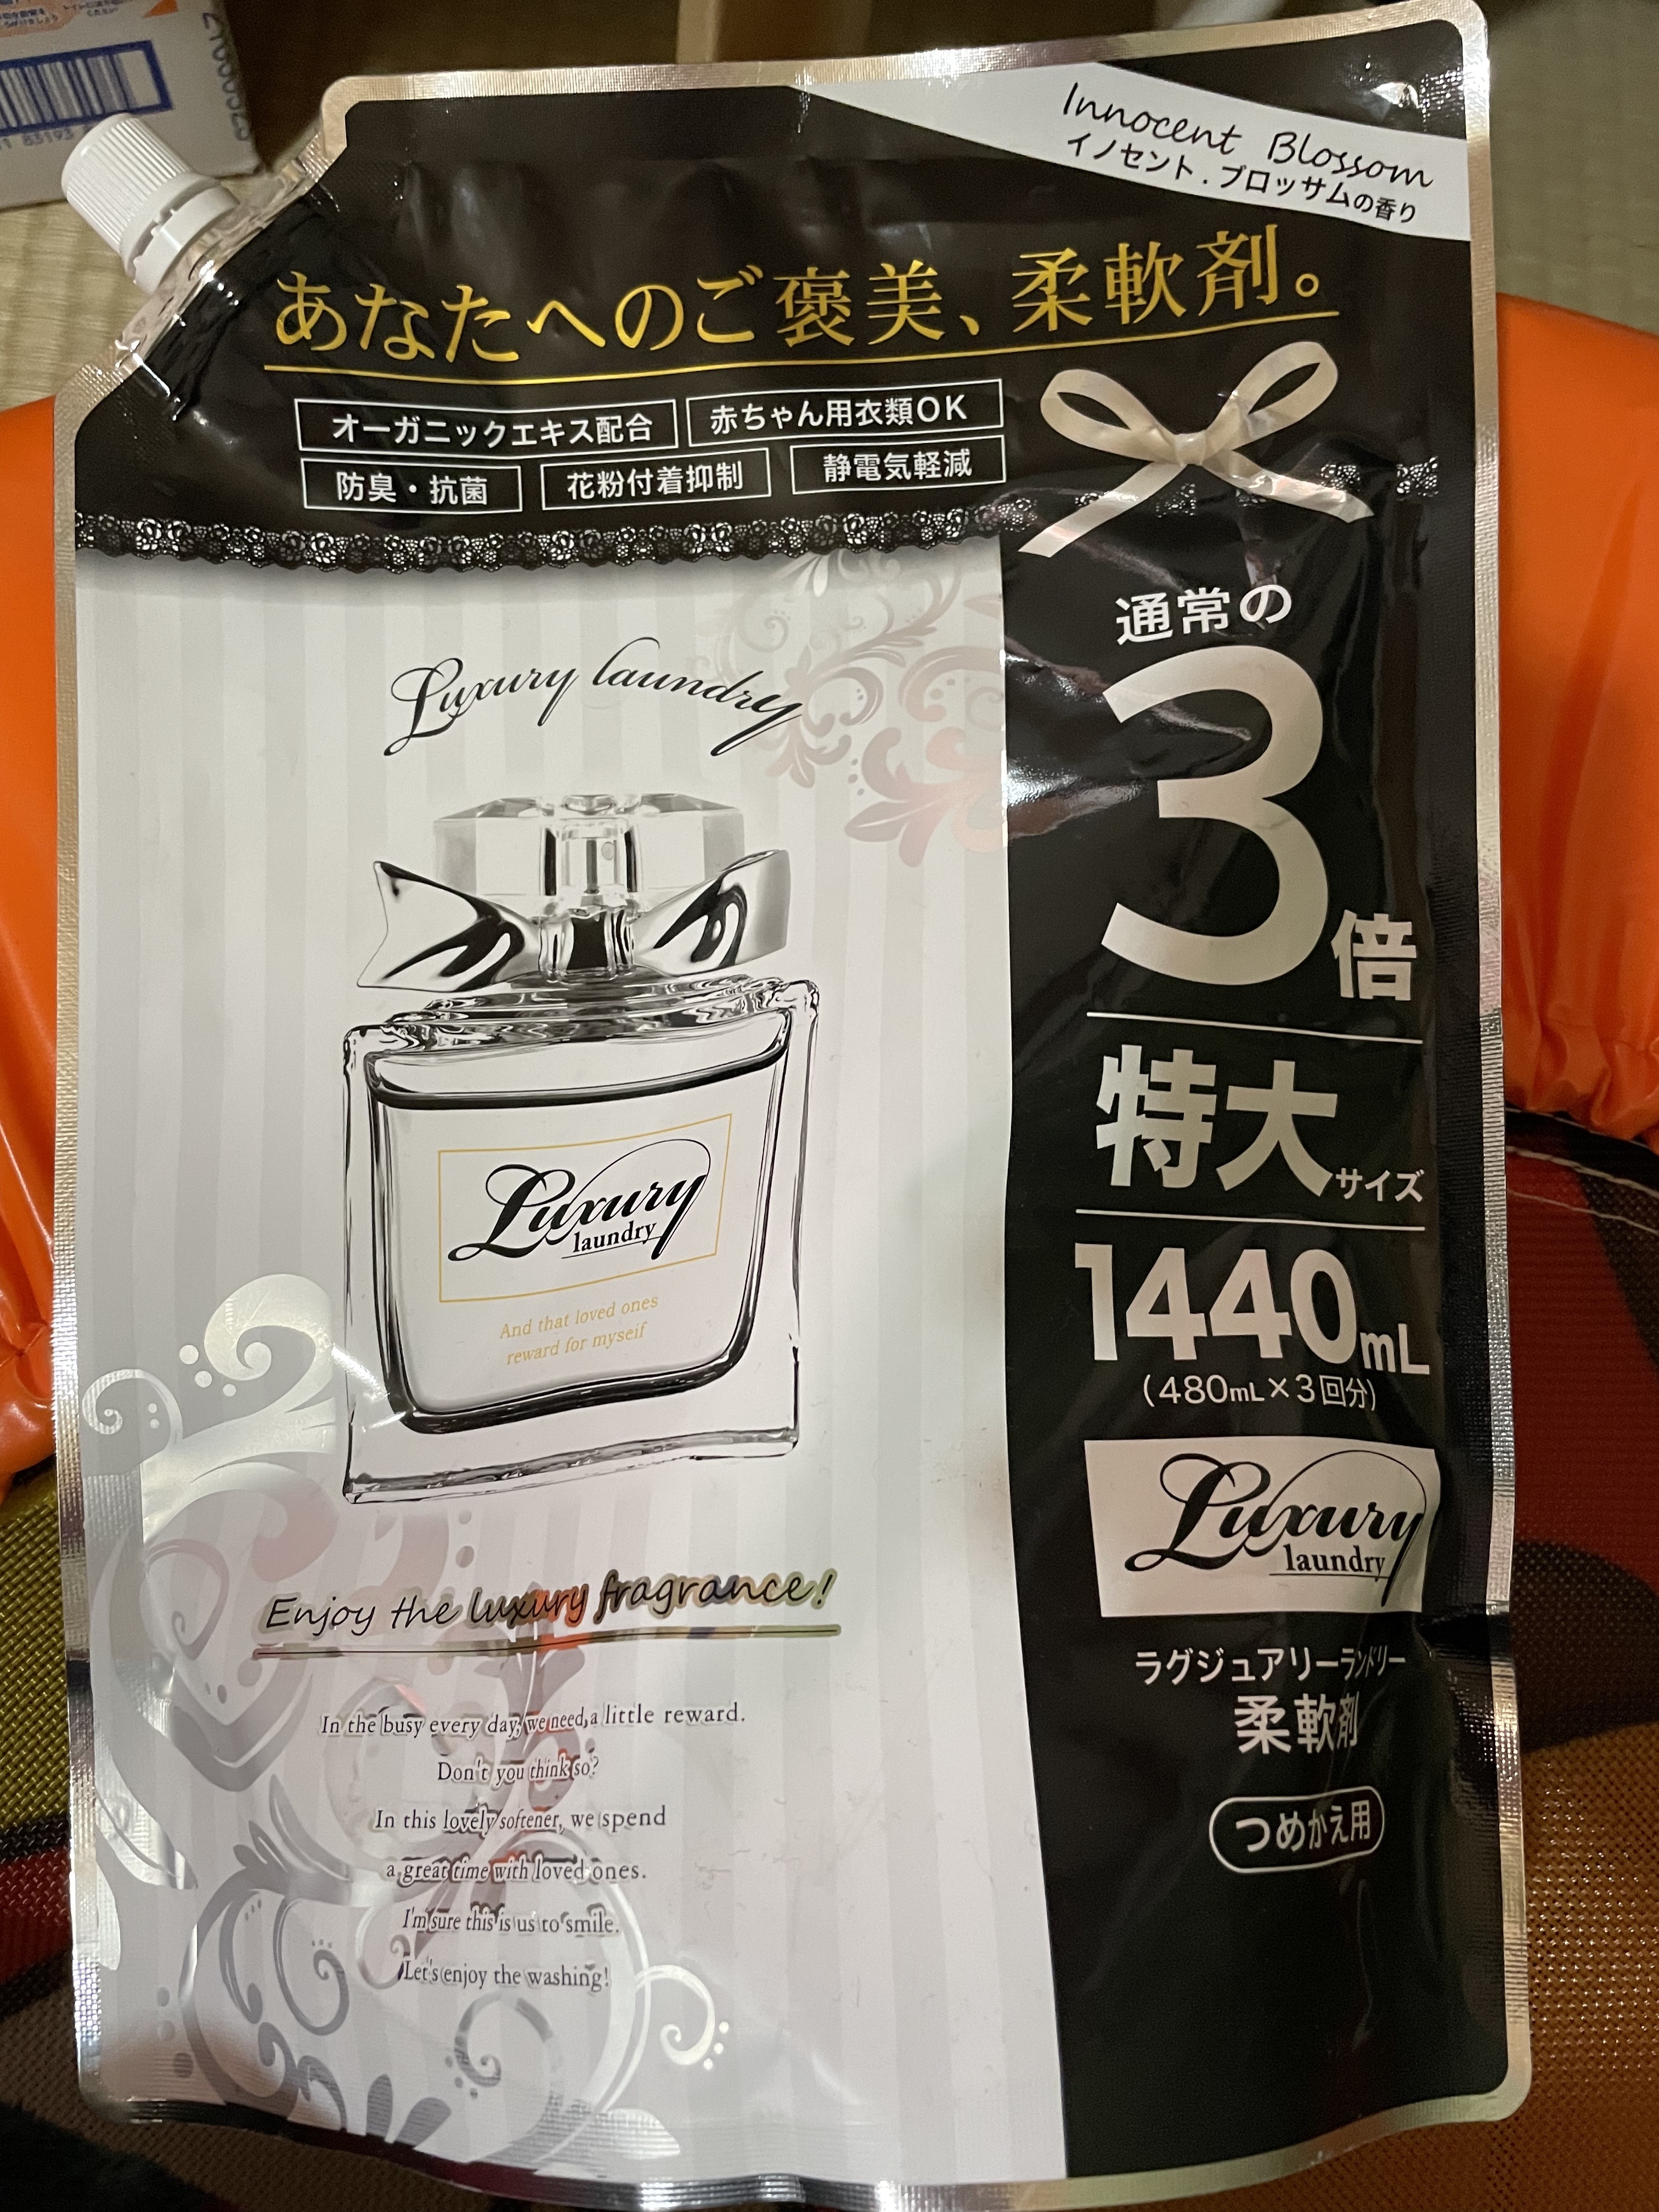 Innocent Blossom
イノセント.ブロッサムの香り
あなたへのご褒美、柔軟剤。
オーガニックエキス配合
赤ちゃん用衣類OK
防臭・抗菌
花粉付着抑制
静電気軽減
通常の
3倍
特大サイズ
1440mL
(480mL×3回分)
Luxury
laundry
ラグジュアリーランドリー
柔軟剤
つめかえ用
Luxury laundry
Luxury
laundry
And that loved ones
reward for myseif
Enjoy the luxury fragrance!
In the busy every day, we need, a little reward.
Don't you think so?
In this lovely softener, we spend
a great time with loved ones.
I'm sure this is us to smile.
Let's enjoy the washing!